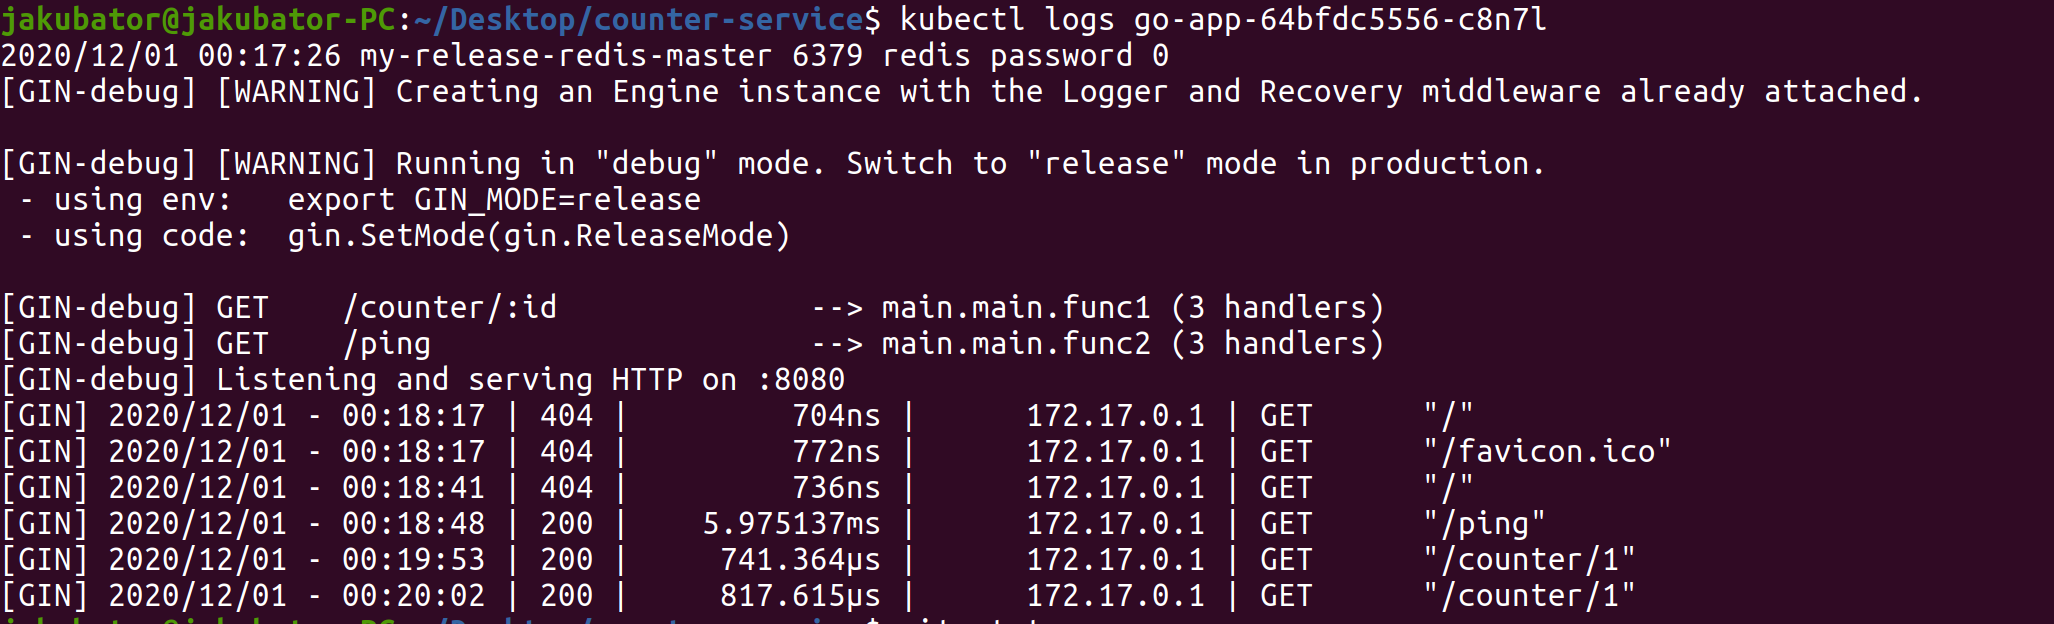 jakubator@jakubator-PC:~/Desktop/counter-service$ kubectl logs go-app-64bfdc5556-c8n7l
2020/12/01 00:17:26 my-release-redis-master 6379 redis password 0
[GIN-debug] [WARNING] Creating an Engine instance with the Logger and Recovery middleware already attached.
[GIN-debug] [WARNING] Running in "debug" mode. Switch to "release" mode in production.
 - using env:   export GIN_MODE=release
 - using code:  gin.SetMode(gin.ReleaseMode)
[GIN-debug] GET    /counter/:id              --> main.main.func1 (3 handlers)
[GIN-debug] GET    /ping                     --> main.main.func2 (3 handlers)
[GIN-debug] Listening and serving HTTP on :8080
[GIN] 2020/12/01 - 00:18:17 | 404 |         704ns |      172.17.0.1 | GET      "/"
[GIN] 2020/12/01 - 00:18:17 | 404 |         772ns |      172.17.0.1 | GET      "/favicon.ico"
[GIN] 2020/12/01 - 00:18:41 | 404 |         736ns |      172.17.0.1 | GET      "/"
[GIN] 2020/12/01 - 00:18:48 | 200 |    5.975137ms |      172.17.0.1 | GET      "/ping"
[GIN] 2020/12/01 - 00:19:53 | 200 |     741.364µs |      172.17.0.1 | GET      "/counter/1"
[GIN] 2020/12/01 - 00:20:02 | 200 |     817.615µs |      172.17.0.1 | GET      "/counter/1"